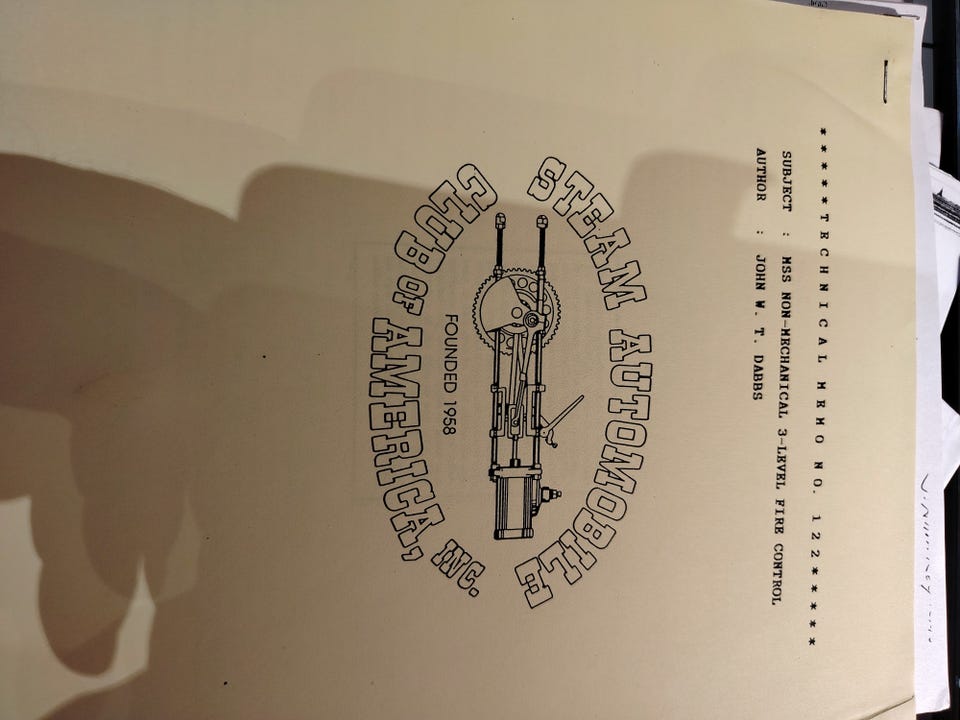 *****TECHNICAL MEMO NO. 122*****
SUBJECT : MSS NON-MECHANICAL 3-LEVEL FIRE CONTROL
AUTHOR : JOHN W. T. DABBS
STEAM AUTOMOBILE
FOUNDED 1958
CLUB OF AMERICA, INC.